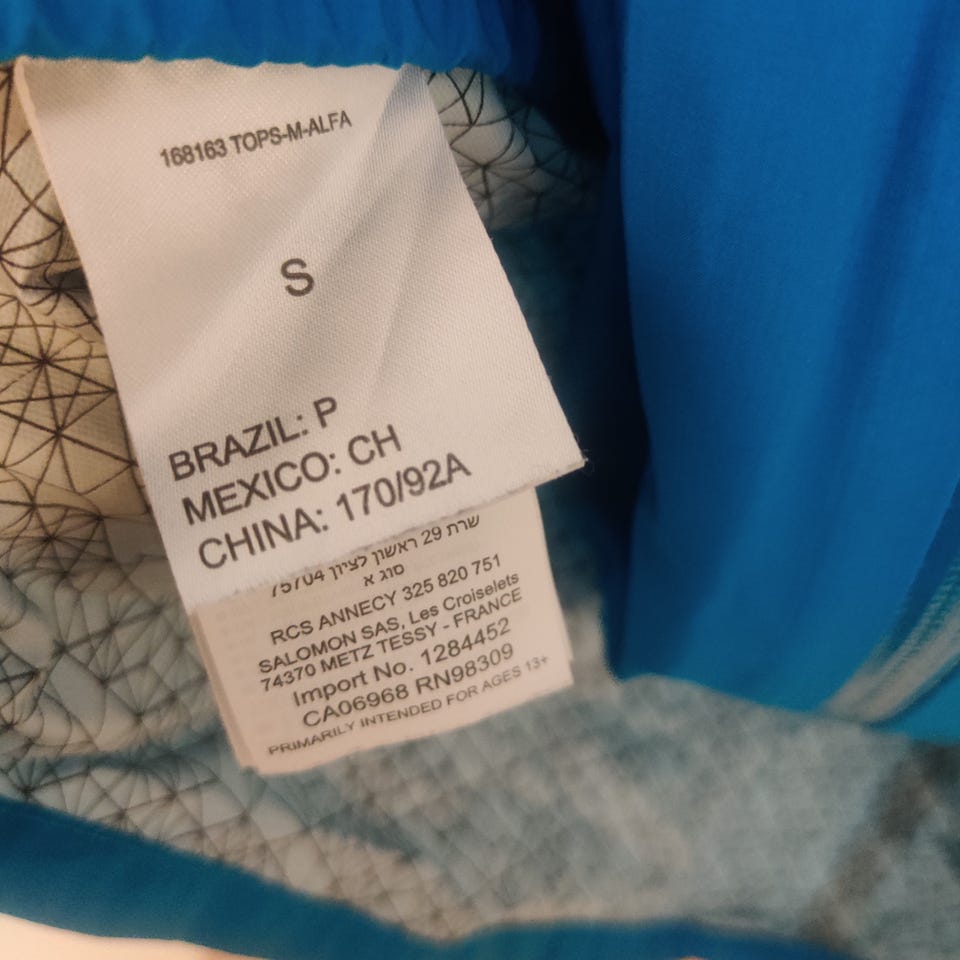 168163 TOPS-M-ALFA
S
BRAZIL: P
MEXICO: CH
CHINA: 170/92A
שרת 29 ראשון לציון 75704
סוג א
RCS ANNECY 325 820 751
SALOMON SAS, Les Croiselets
74370 METZ TESSY - FRANCE
Import No. 1284452
CA06968 RN98309
PRIMARILY INTENDED FOR AGES 13+